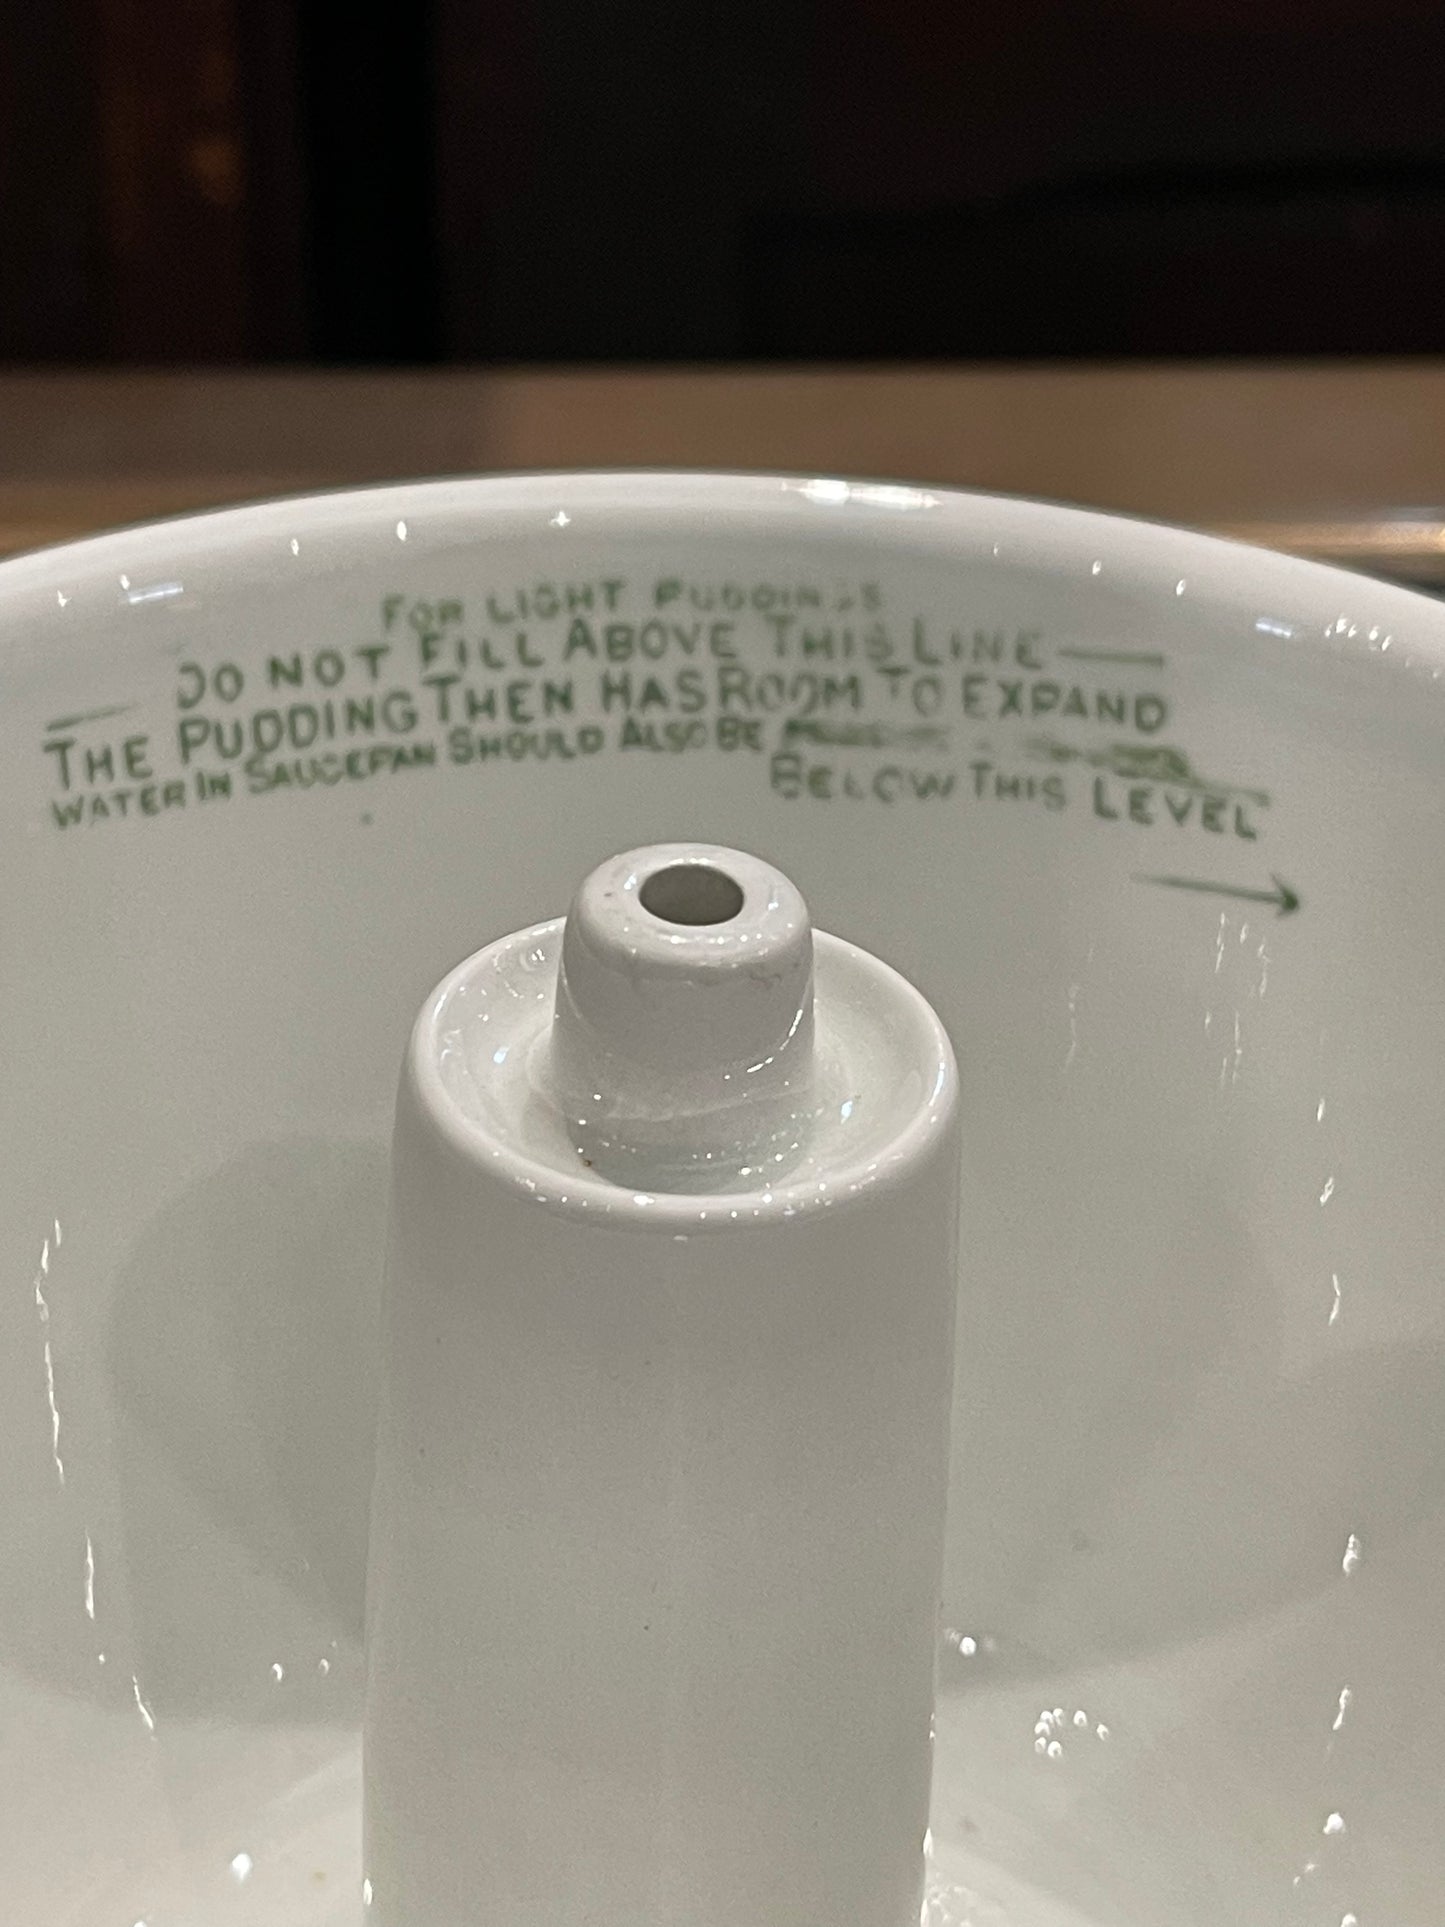 FOR LIGHT PUDDINGS
DO NOT FILL ABOVE THIS LINE
THE PUDDING THEN HAS ROOM TO EXPAND
WATER IN SAUCEPAN SHOULD ALSO BE
BELOW THIS LEVEL